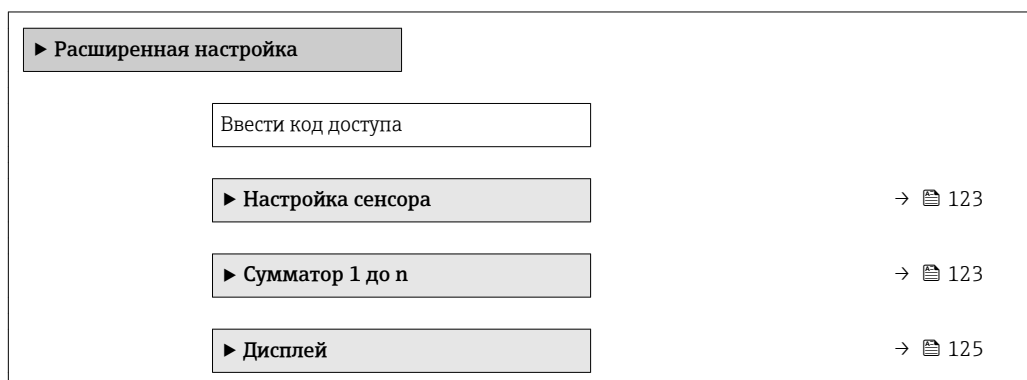 ▶ Расширенная настройка
Ввести код доступа
▶ Настройка сенсора → 123
▶ Сумматор 1 до n → 123
▶ Дисплей → 125